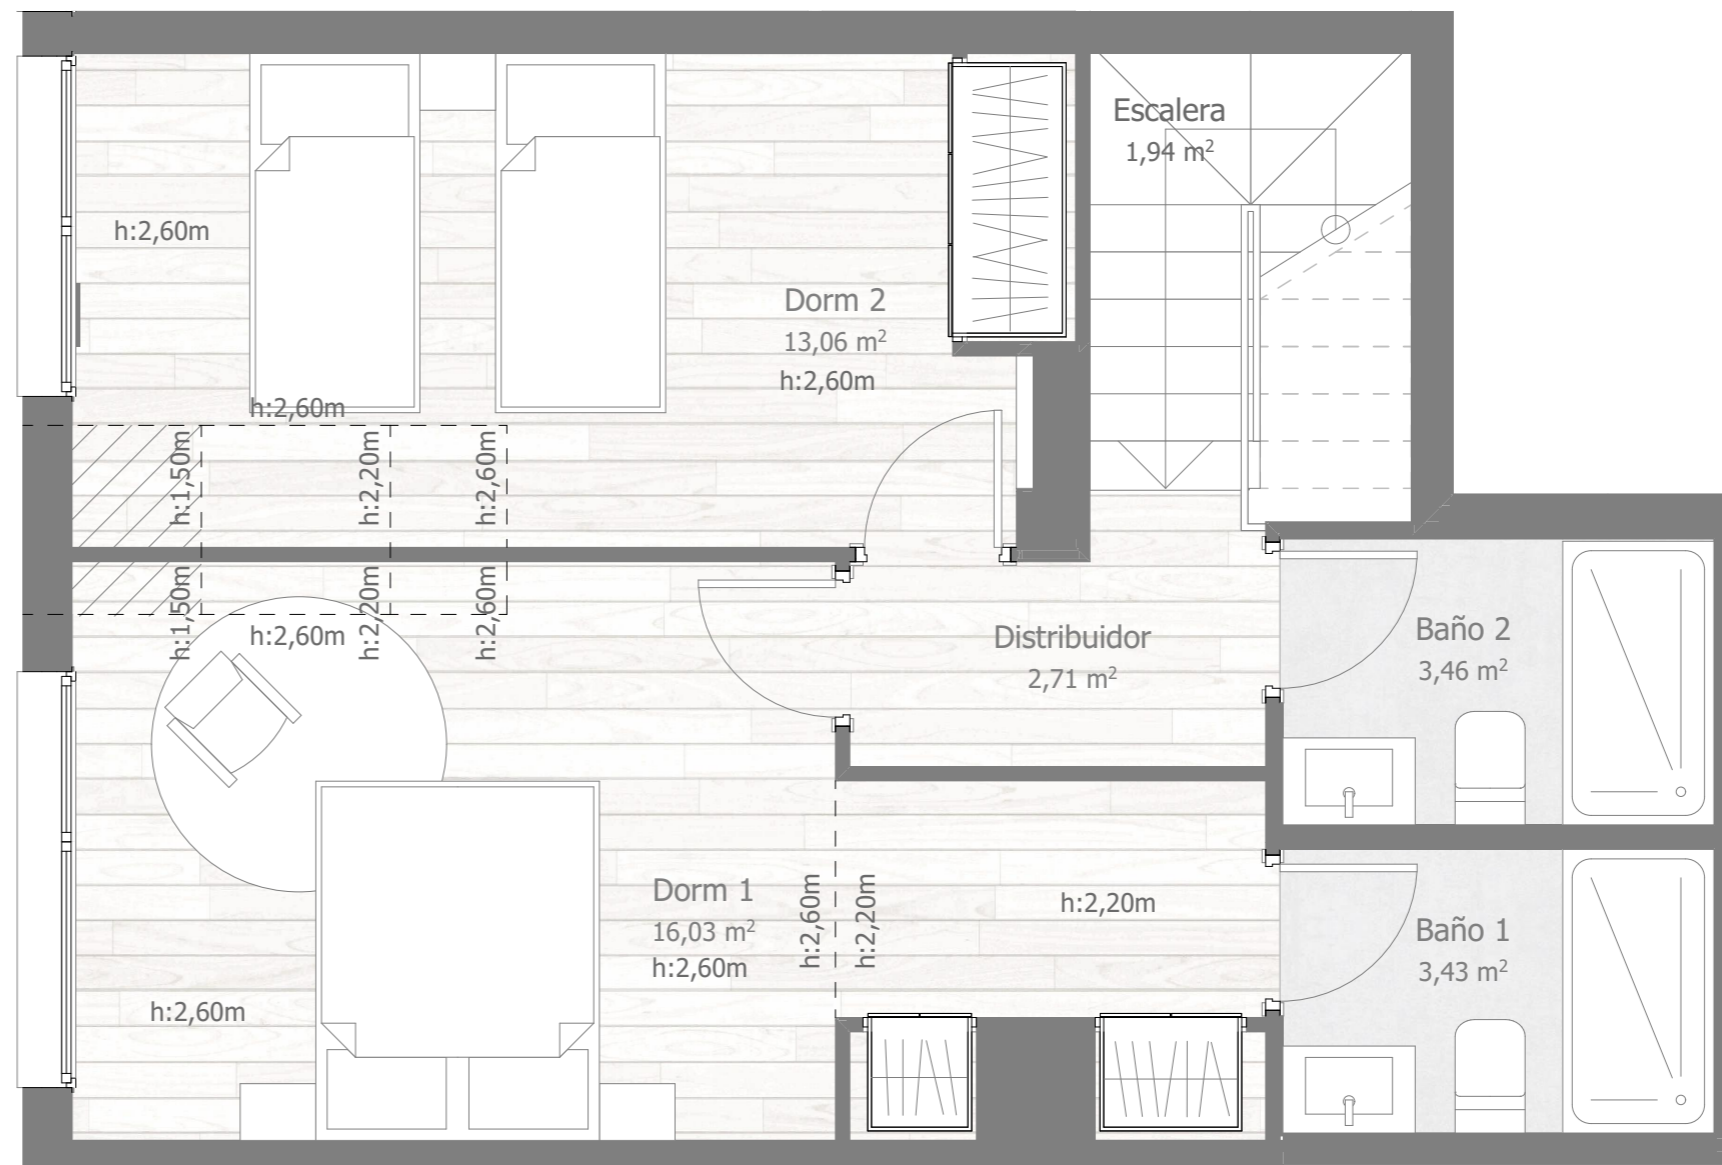 Escalera
1,94 m²
h:2,60m
Dorm 2
13,06 m²
h:2,60m
h:2,60m
h:1,50m
h:2,20m
h:2,60m
h:1,50m
h:2,20m
h:2,60m
h:2,60m
Distribuidor
2,71 m²
Baño 2
3,46 m²
Dorm 1
16,03 m²
h:2,60m
h:2,60m
h:2,20m
h:2,20m
Baño 1
3,43 m²
h:2,60m